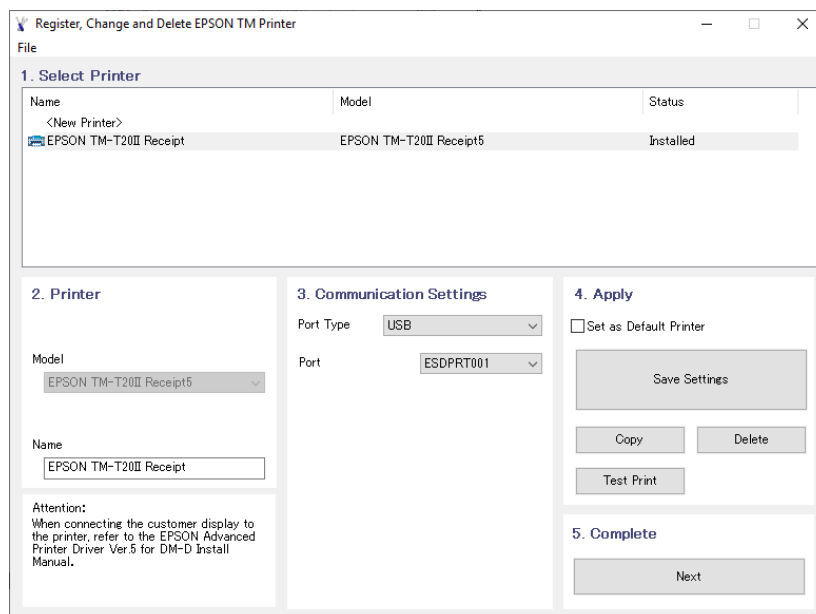 Register, Change and Delete EPSON TM Printer
File
1. Select Printer
Name Model Status
<New Printer>
EPSON TM-T20Ⅱ Receipt EPSON TM-T20Ⅱ Receipt5 Installed
2. Printer
Model
EPSON TM-T20Ⅱ Receipt5
Name
EPSON TM-T20Ⅱ Receipt
Attention:
When connecting the customer display to
the printer, refer to the EPSON Advanced
Printer Driver Ver.5 for DM-D Install
Manual.
3. Communication Settings
Port Type USB
Port ESDPRT001
4. Apply
Set as Default Printer
Save Settings
Copy Delete
Test Print
5. Complete
Next